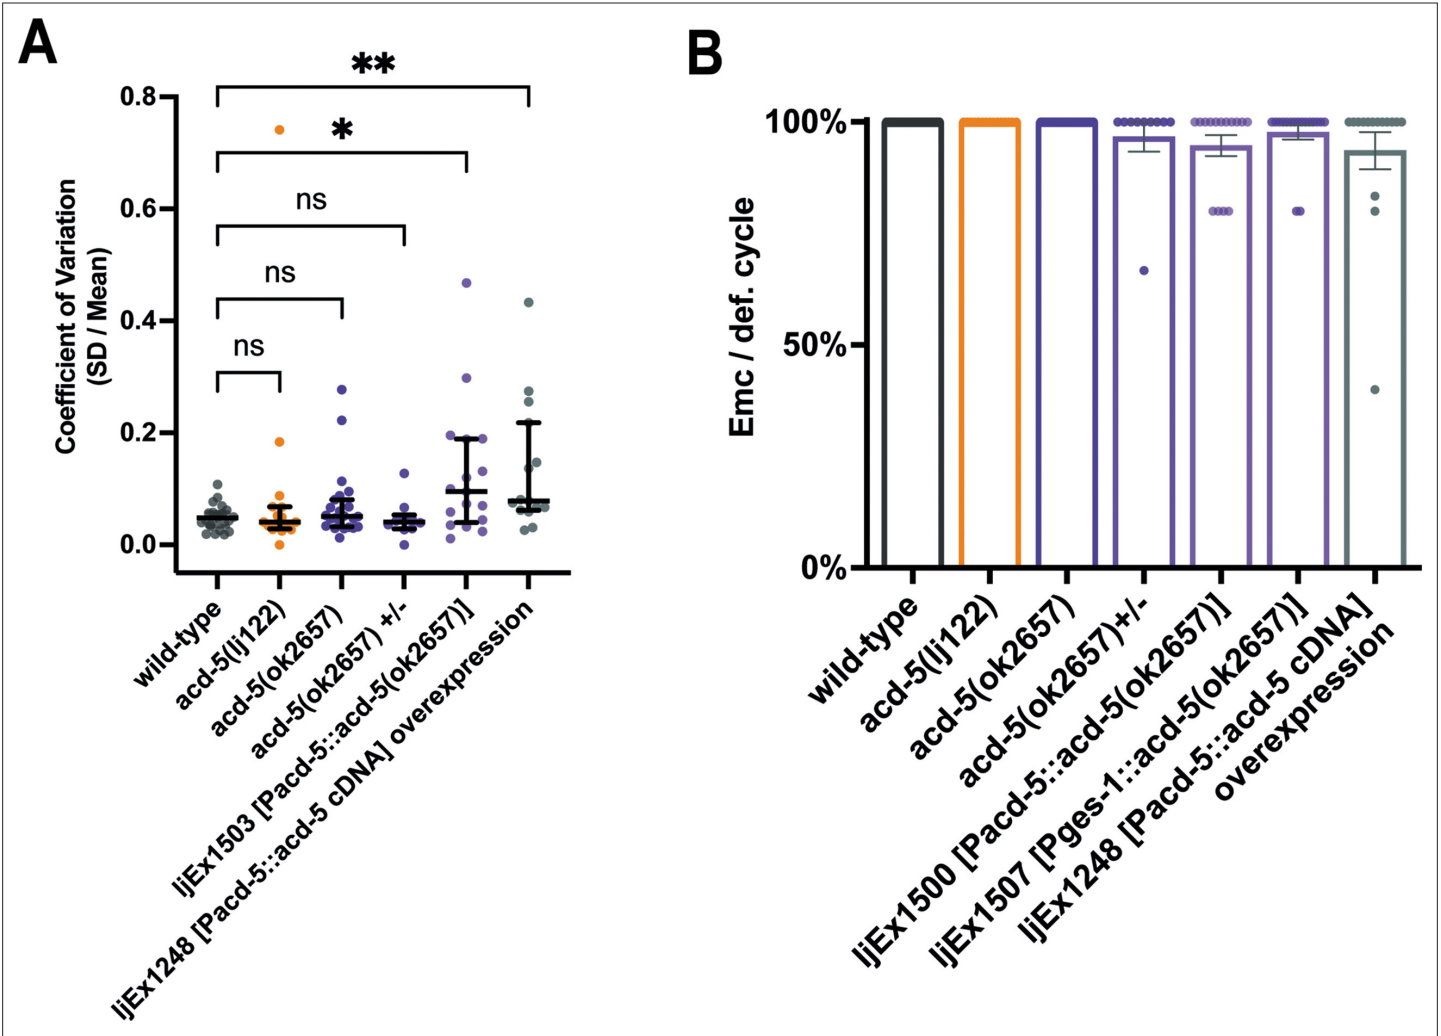 A
B
**
*
ns
ns
ns
Coefficient of Variation
(SD / Mean)
0.8
0.6
0.4
0.2
0.0
wild-type
acd-5(lj122)
acd-5(ok2657)
acd-5(ok2657) +/-
ljEx1503 [Pacd-5::acd-5(ok2657)]
ljEx1248 [Pacd-5::acd-5 cDNA] overexpression
Emc / def. cycle
100%
50%
0%
wild-type
acd-5(lj122)
acd-5(ok2657)
acd-5(ok2657)+/-
ljEx1500 [Pacd-5::acd-5(ok2657)]
ljEx1507 [Pges-1::acd-5(ok2657)]
ljEx1248 [Pacd-5::acd-5 cDNA]
overexpression